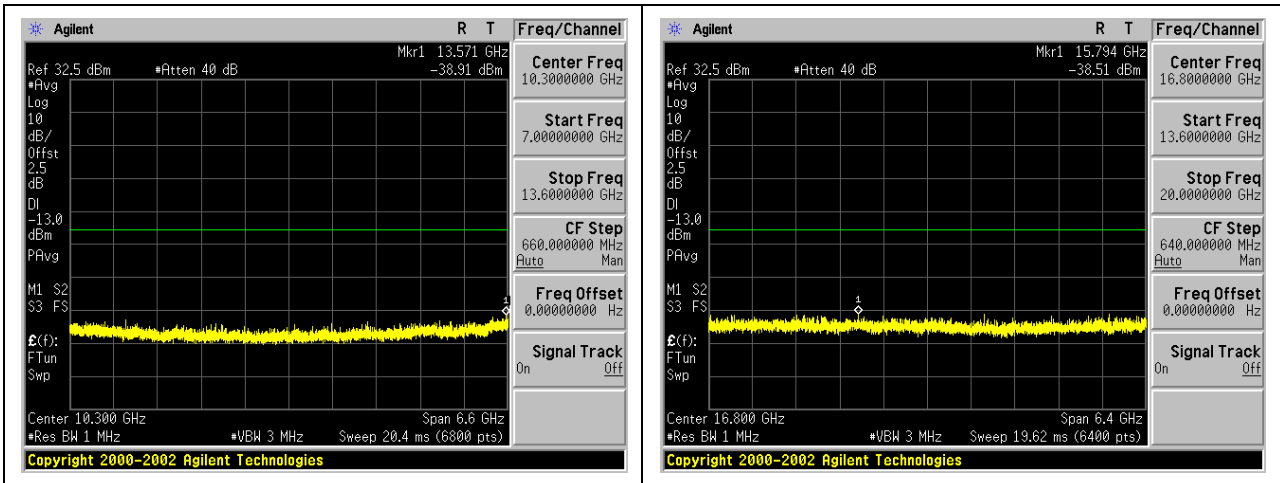 Agilent R T Freq/Channel
Mkr1 13.571 GHz
Ref 32.5 dBm #Atten 40 dB -38.91 dBm
#Avg
Log
10
dB/
Offst
2.5
dB
DI
-13.0
dBm
PAvg
M1 S2
S3 FS
£(f):
FTun
Swp
1
Center 10.300 GHz Span 6.6 GHz
#Res BW 1 MHz #VBW 3 MHz Sweep 20.4 ms (6800 pts)
Copyright 2000-2002 Agilent Technologies
Center Freq
10.3000000 GHz
Start Freq
7.00000000 GHz
Stop Freq
13.6000000 GHz
CF Step
660.000000 MHz
Auto Man
Freq Offset
0.00000000 Hz
Signal Track
On Off
Agilent R T Freq/Channel
Mkr1 15.794 GHz
Ref 32.5 dBm #Atten 40 dB -38.51 dBm
#Avg
Log
10
dB/
Offst
2.5
dB
DI
-13.0
dBm
PAvg
M1 S2
S3 FS
£(f):
FTun
Swp
1
Center 16.800 GHz Span 6.4 GHz
#Res BW 1 MHz #VBW 3 MHz Sweep 19.62 ms (6400 pts)
Copyright 2000-2002 Agilent Technologies
Center Freq
16.8000000 GHz
Start Freq
13.6000000 GHz
Stop Freq
20.0000000 GHz
CF Step
640.000000 MHz
Auto Man
Freq Offset
0.00000000 Hz
Signal Track
On Off